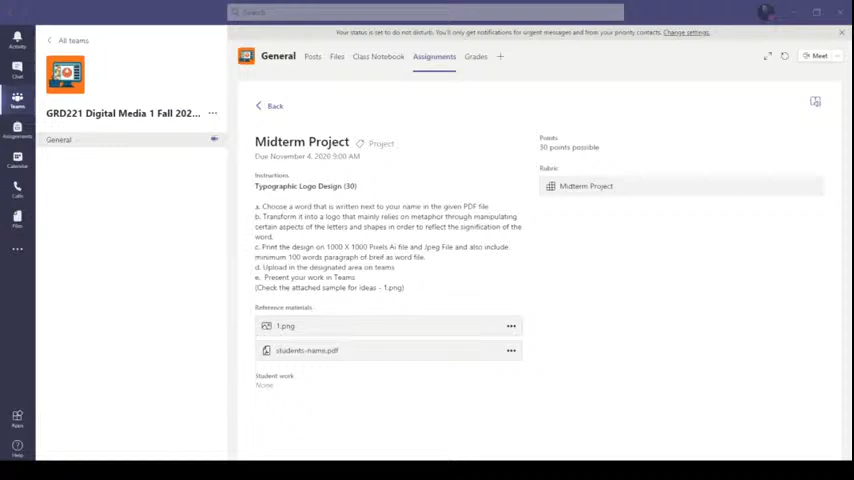 Search
Your status is set to do not disturb. You'll only get notifications for urgent messages and from your priority contacts. Change settings.
Activity
Chat
Teams
Assignments
Calendar
Calls
Files
Apps
Help
All teams
GRD221 Digital Media 1 Fall 202...
General
General
Posts
Files
Class Notebook
Assignments
Grades
Meet
Back
Midterm Project
Project
Due November 4, 2020 9:00 AM
Instructions
Typographic Logo Design (30)
a. Choose a word that is written next to your name in the given PDF file
b. Transform it into a logo that mainly relies on metaphor through manipulating
certain aspects of the letters and shapes in order to reflect the signification of the
word.
c. Print the design on 1000 X 1000 Pixels Ai file and Jpeg File and also include
minimum 100 words paragraph of breif as word file.
d. Upload in the designated area on teams
e. Present your work in Teams
(Check the attached sample for ideas - 1.png)
Reference materials
1.png
students-name.pdf
Student work
None
Points
30 points possible
Rubric
Midterm Project